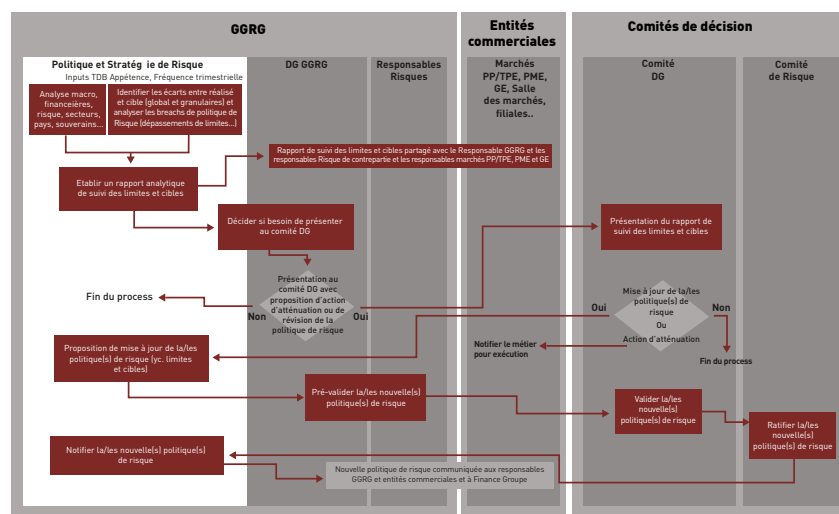 GGRG
Entités
commerciales
Comités de décision
Politique et Stratég ie de Risque
Inputs TDB Appétence, Fréquence trimestrielle
DG GGRG
Responsables
Risques
Marchés
PP/TPE, PME,
GE, Salle
des marchés,
filiales..
Comité
DG
Comité
de Risque
Analyse macro,
financeières,
risque, secteurs,
pays, souverains...
Identifier les écarts entre réalisé
et cible (global et granulaires) et
analyser les breachs de politique de
Risque (dépassements de limites...)
Rapport de suivi des limites et cibles partagé avec le Responsable GGRG et les
responsables Risque de contrepartie et les responsables marchés PP/TPE, PME et GE
Etablir un rapport analytique
de suivi des limites et cibles
Décider si besoin de présenter
au comité DG
Présentation du rapport de
suivi des limites et cibles
Présentation au
comité DG avec
proposition d'action
d'atténuation ou de
révision de la
politique de risque
Fin du process
Non
Oui
Mise à jour de la/les
politique(s) de
risque
Ou
Action d'atténuation
Oui
Non
Notifier le métier
pour exécution
Fin du process
Proposition de mise à jour de la/les
politique(s) de risque (yc. limites
et cibles)
Pré-valider la/les nouvelle(s)
politique(s) de risque
Valider la/les
nouvelle(s)
politique(s) de risque
Ratifier la/les
nouvelle(s)
politique(s) de risque
Notifier la/les nouvelle(s) politique(s)
de risque
Nouvelle politique de risque communiquée aux responsables
GGRG et entités commerciales et à Finance Groupe